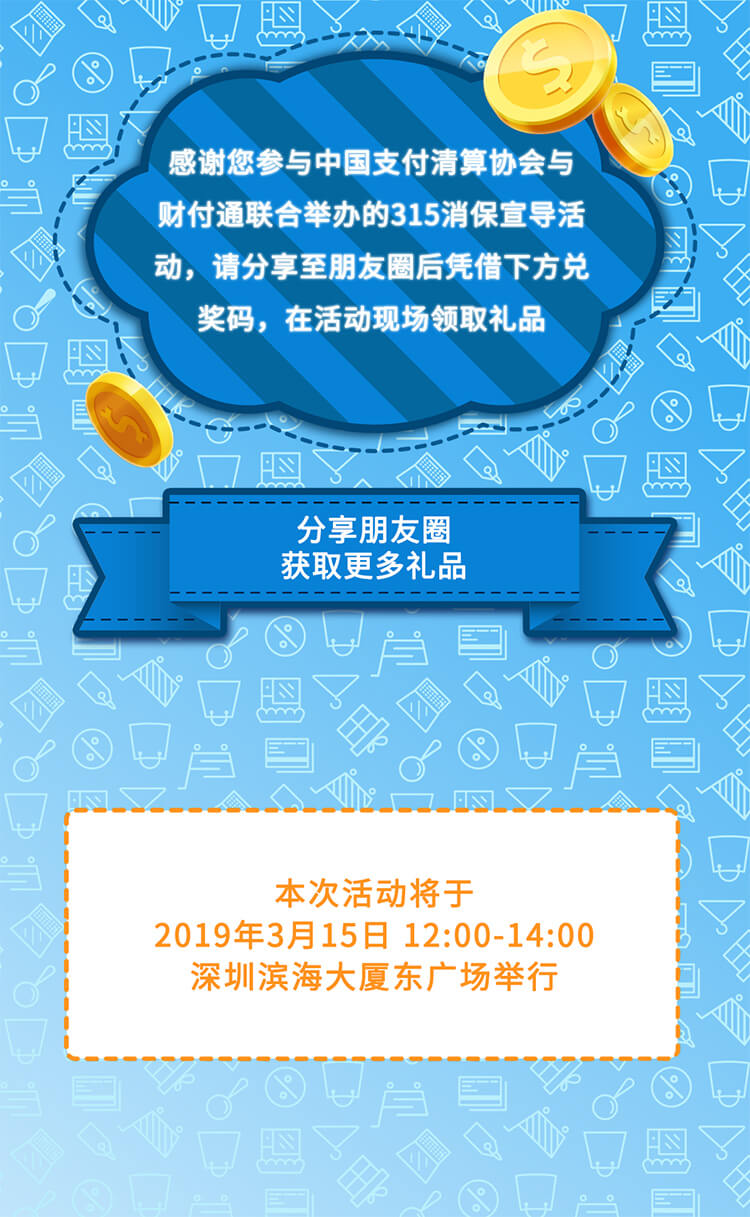 感谢您参与中国支付清算协会与
财付通联合举办的315消保宣导活
动，请分享至朋友圈后凭借下方兑
奖码，在活动现场领取礼品
分享朋友圈
获取更多礼品
本次活动将于
2019年3月15日 12:00-14:00
深圳滨海大厦东广场举行